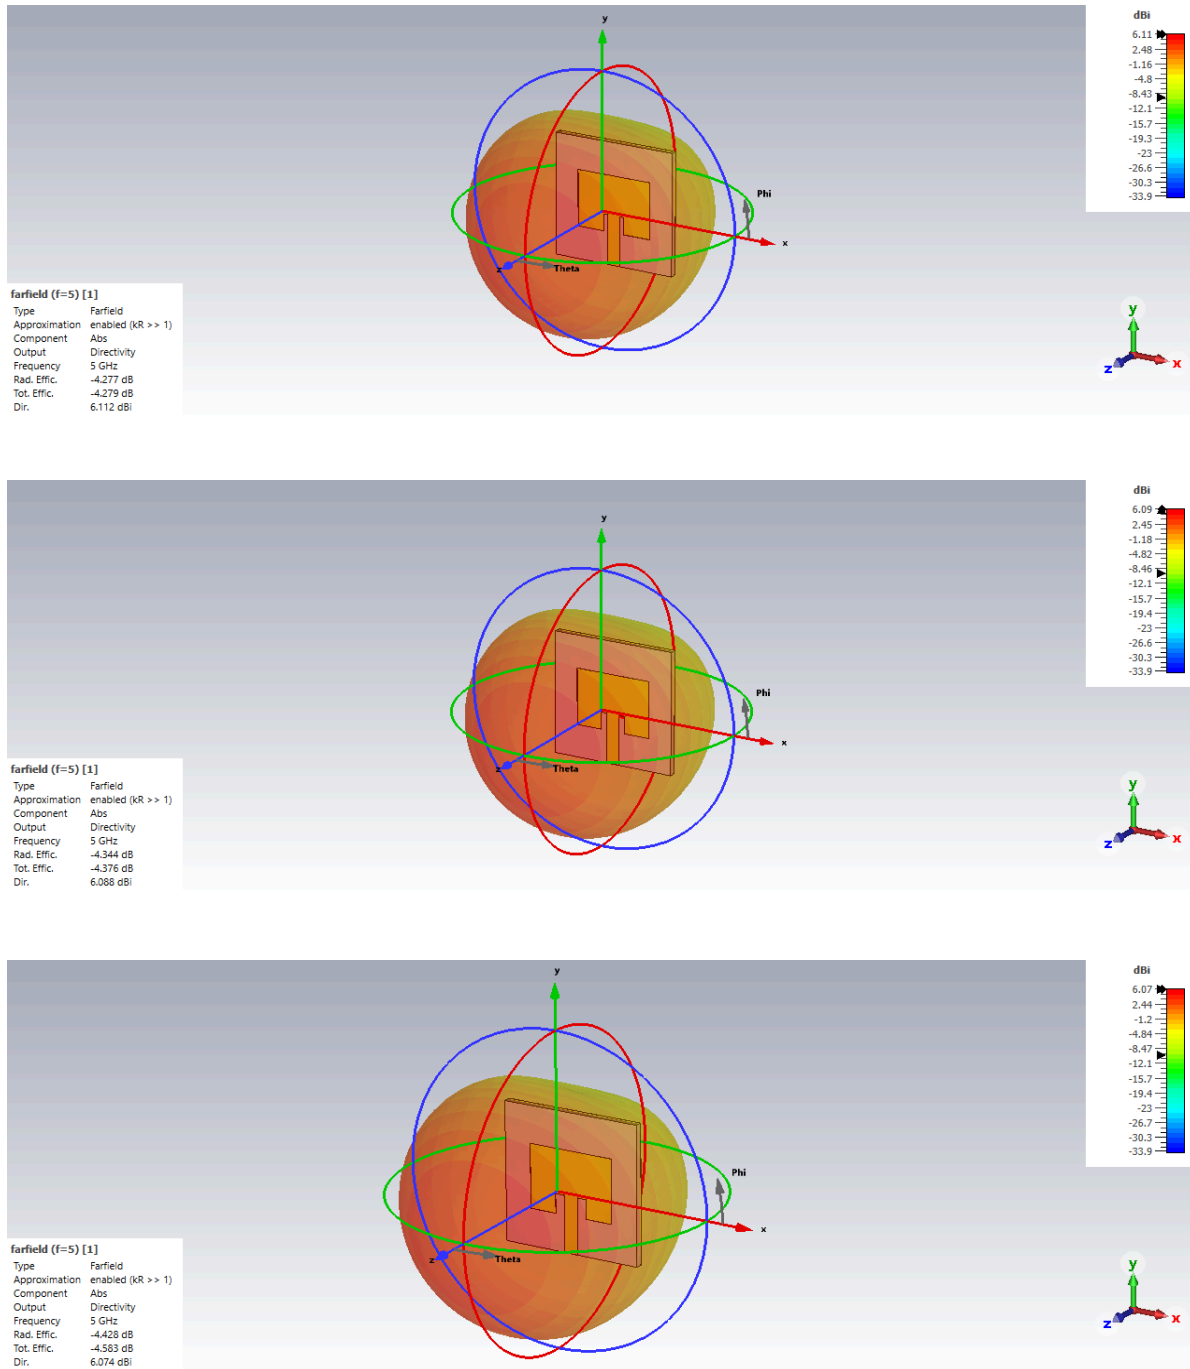 y
dBi
6.11
2.48
-1.16
-4.8
-8.43
-12.1
-15.7
-19.3
-23
-26.6
-30.3
-33.9
Phi
x
z
Theta
farfield (f=5) [1]
Type Farfield
Approximation enabled (kR >> 1)
Component Abs
Output Directivity
Frequency 5 GHz
Rad. Effic. -4.277 dB
Tot. Effic. -4.279 dB
Dir. 6.112 dBi
y
z
x
y
dBi
6.09
2.45
-1.18
-4.82
-8.46
-12.1
-15.7
-19.4
-23
-26.6
-30.3
-33.9
Phi
x
z
Theta
farfield (f=5) [1]
Type Farfield
Approximation enabled (kR >> 1)
Component Abs
Output Directivity
Frequency 5 GHz
Rad. Effic. -4.344 dB
Tot. Effic. -4.376 dB
Dir. 6.088 dBi
y
z
x
y
dBi
6.07
2.44
-1.2
-4.84
-8.47
-12.1
-15.7
-19.4
-23
-26.7
-30.3
-33.9
Phi
x
z
Theta
farfield (f=5) [1]
Type Farfield
Approximation enabled (kR >> 1)
Component Abs
Output Directivity
Frequency 5 GHz
Rad. Effic. -4.428 dB
Tot. Effic. -4.583 dB
Dir. 6.074 dBi
y
z
x